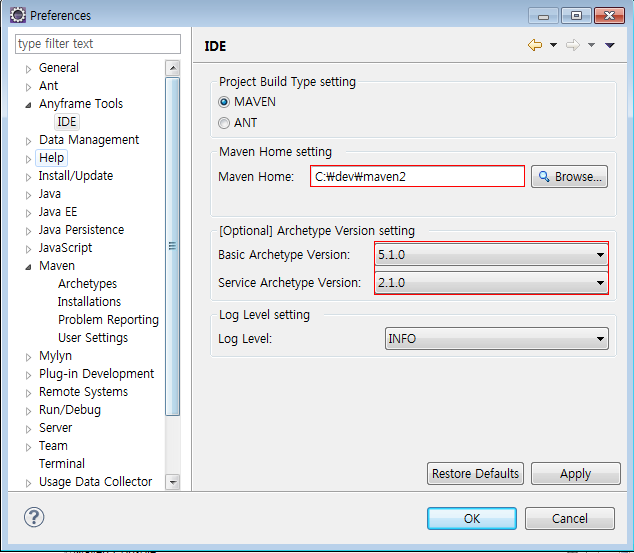 Preferences
type filter text
General
Ant
Anyframe Tools
IDE
Data Management
Help
Install/Update
Java
Java EE
Java Persistence
JavaScript
Maven
Archetypes
Installations
Problem Reporting
User Settings
Mylyn
Plug-in Development
Remote Systems
Run/Debug
Server
Team
Terminal
Usage Data Collector
IDE
Project Build Type setting
MAVEN
ANT
Maven Home setting
Maven Home: C:₩dev₩maven2 Browse...
[Optional] Archetype Version setting
Basic Archetype Version: 5.1.0
Service Archetype Version: 2.1.0
Log Level setting
Log Level: INFO
Restore Defaults Apply
OK Cancel